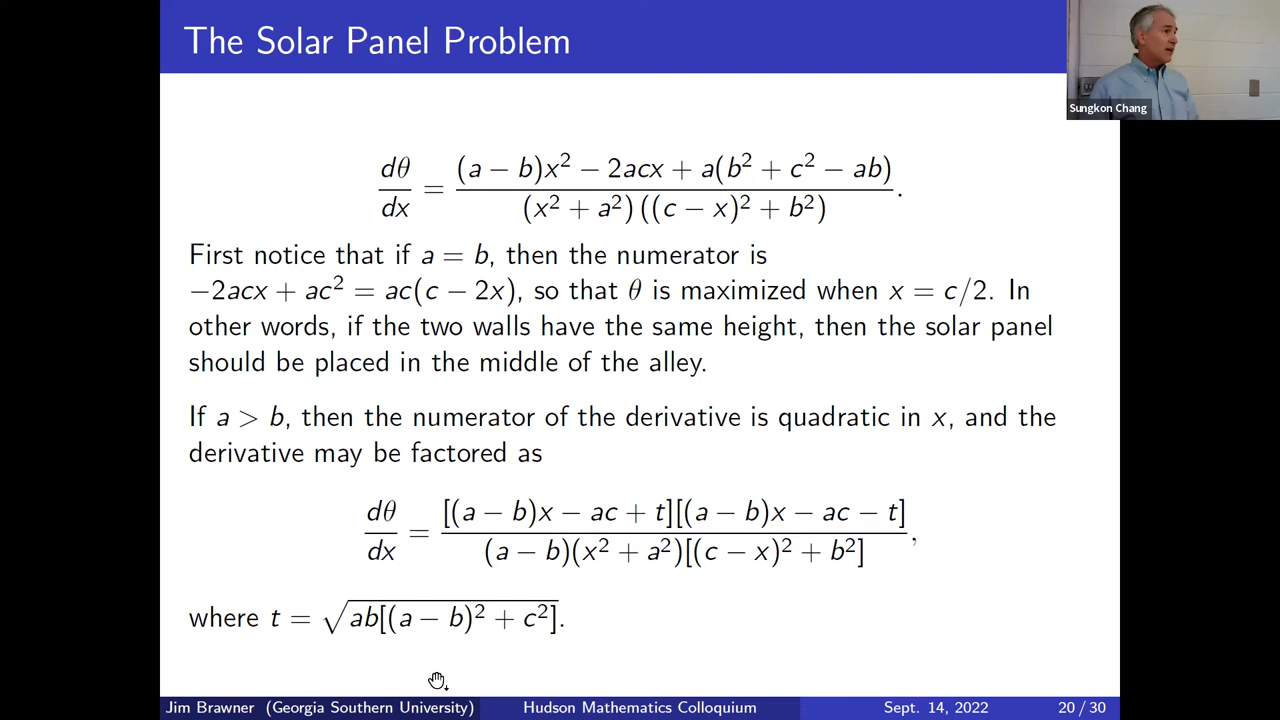 The Solar Panel Problem
Sungkon Chang
dθ/dx = ((a − b)x² − 2acx + a(b² + c² − ab)) / ((x² + a²) ((c − x)² + b²)).
First notice that if a = b, then the numerator is
−2acx + ac² = ac(c − 2x), so that θ is maximized when x = c/2. In
other words, if the two walls have the same height, then the solar panel
should be placed in the middle of the alley.
If a > b, then the numerator of the derivative is quadratic in x, and the
derivative may be factored as
dθ/dx = ([(a − b)x − ac + t][(a − b)x − ac − t]) / ((a − b)(x² + a²)[(c − x)² + b²]),
where t = √(ab[(a − b)² + c²]).
Jim Brawner (Georgia Southern University) Hudson Mathematics Colloquium Sept. 14, 2022 20 / 30